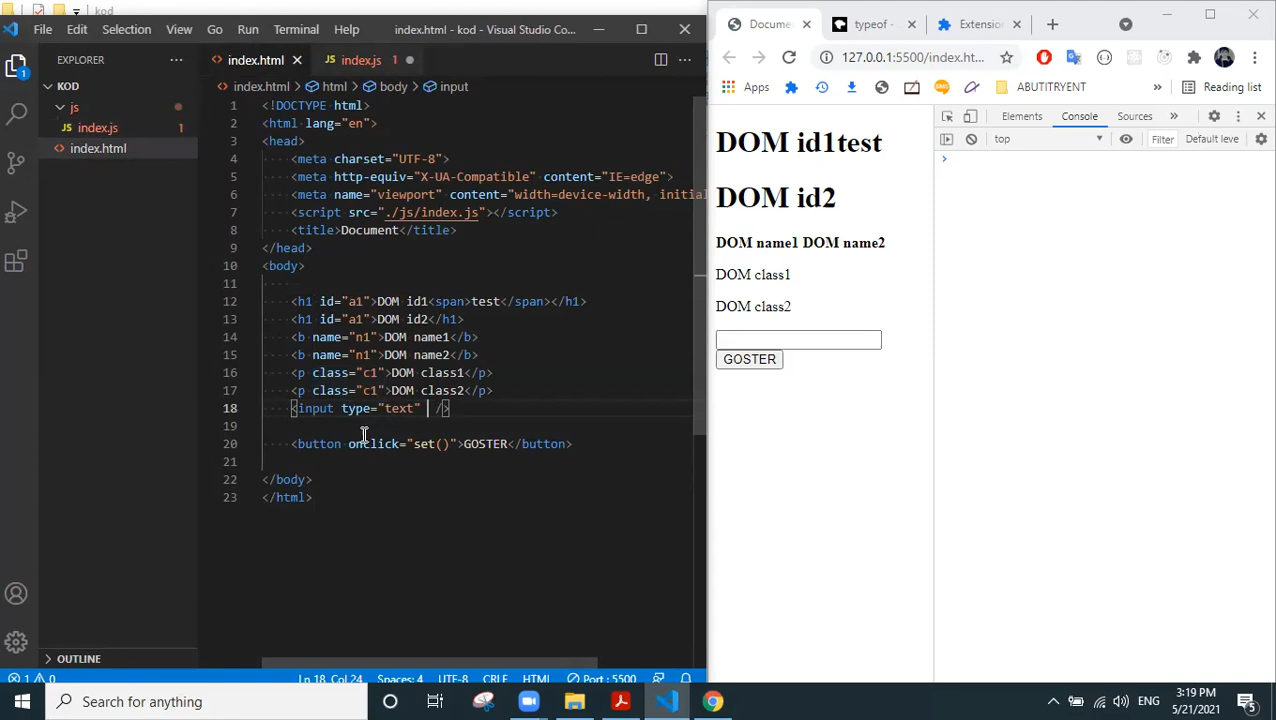 kod
File Edit Selection View Go Run Terminal Help index.html - kod - Visual Studio Co...
EXPLORER
KOD
js
index.js 1
index.html
OUTLINE
index.html index.js 1
index.html > html > body > input
1 <!DOCTYPE html>
2 <html lang="en">
3 <head>
4 <meta charset="UTF-8">
5 <meta http-equiv="X-UA-Compatible" content="IE=edge">
6 <meta name="viewport" content="width=device-width, initial
7 <script src="./js/index.js"></script>
8 <title>Document</title>
9 </head>
10 <body>
11
12 <h1 id="a1">DOM id1<span>test</span></h1>
13 <h1 id="a1">DOM id2</h1>
14 <b name="n1">DOM name1</b>
15 <b name="n1">DOM name2</b>
16 <p class="c1">DOM class1</p>
17 <p class="c1">DOM class2</p>
18 <input type="text" />
19
20 <button onclick="set()">GOSTER</button>
21
22 </body>
23 </html>
1 0 Ln 18, Col 24 Spaces: 4 UTF-8 CRLF HTML Port : 5500
Docume typeof - Extension
127.0.0.1:5500/index.ht...
Apps ABUTITRYENT » Reading list
DOM id1test
DOM id2
DOM name1 DOM name2
DOM class1
DOM class2
GOSTER
Elements Console Sources »
top Filter Default leve
Search for anything
ENG 3:19 PM
5/21/2021 5